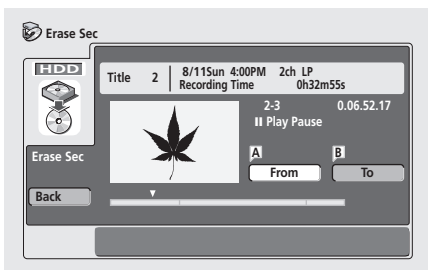 Erase Sec
HDD
Title 2 8/11Sun 4:00PM 2ch LP
Recording Time 0h32m55s
2-3 0.06.52.17
Play Pause
Erase Sec
A B
From To
Back